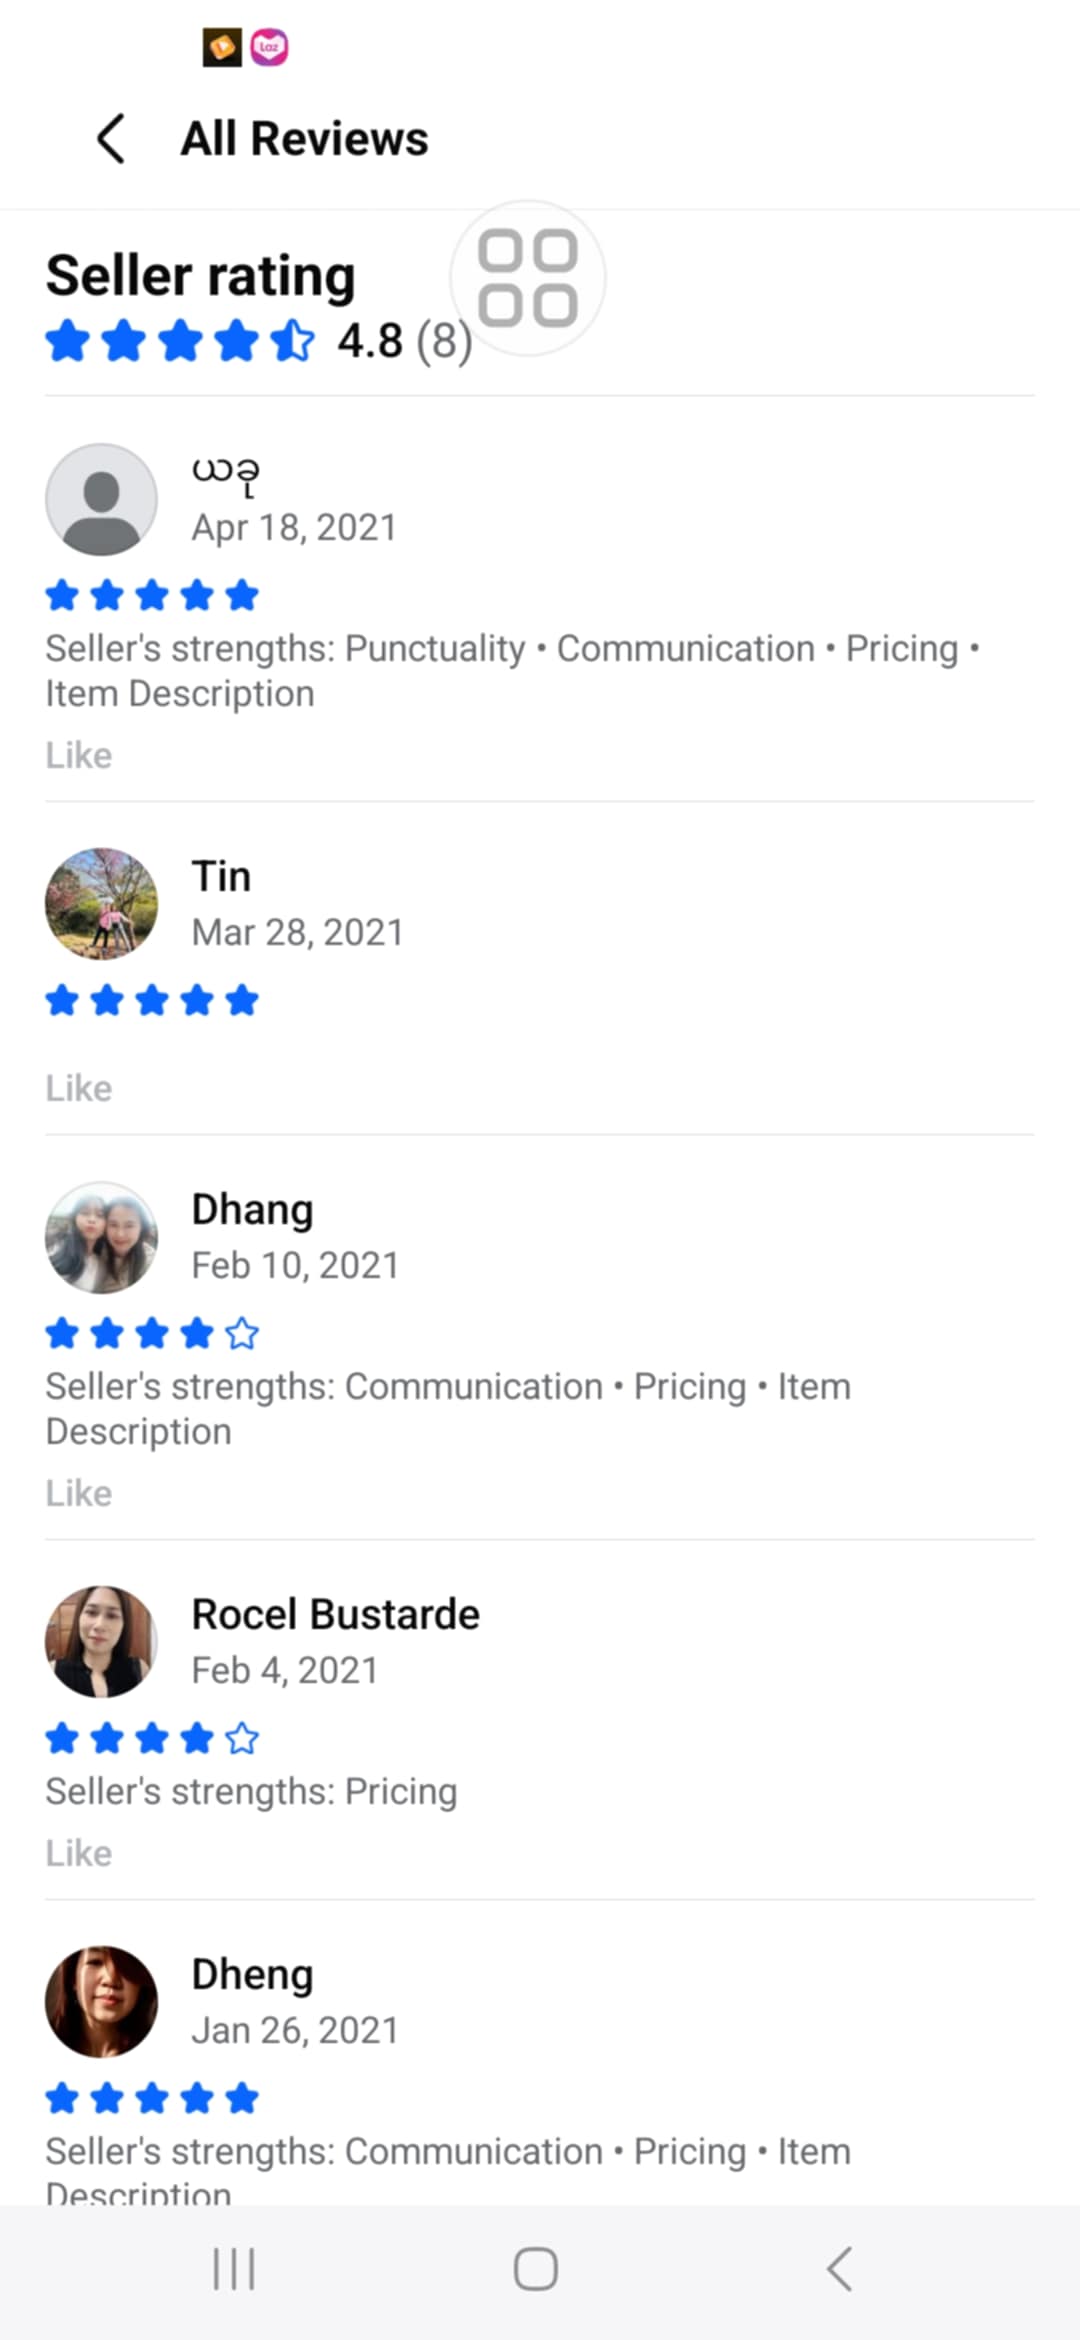 Laz
All Reviews
Seller rating
4.8 (8)
ယခု
Apr 18, 2021
Seller's strengths: Punctuality • Communication • Pricing •
Item Description
Like
Tin
Mar 28, 2021
Like
Dhang
Feb 10, 2021
Seller's strengths: Communication • Pricing • Item
Description
Like
Rocel Bustarde
Feb 4, 2021
Seller's strengths: Pricing
Like
Dheng
Jan 26, 2021
Seller's strengths: Communication • Pricing • Item
Description